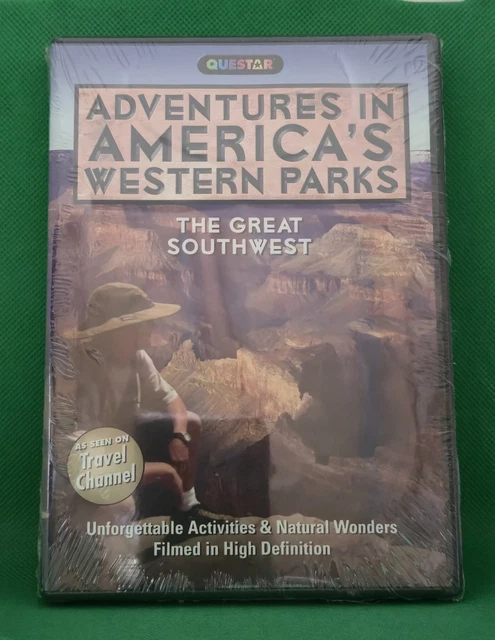 QUESTAR
ADVENTURES IN
AMERICA'S
WESTERN PARKS
THE GREAT
SOUTHWEST
AS SEEN ON
Travel
Channel
Unforgettable Activities & Natural Wonders
Filmed in High Definition